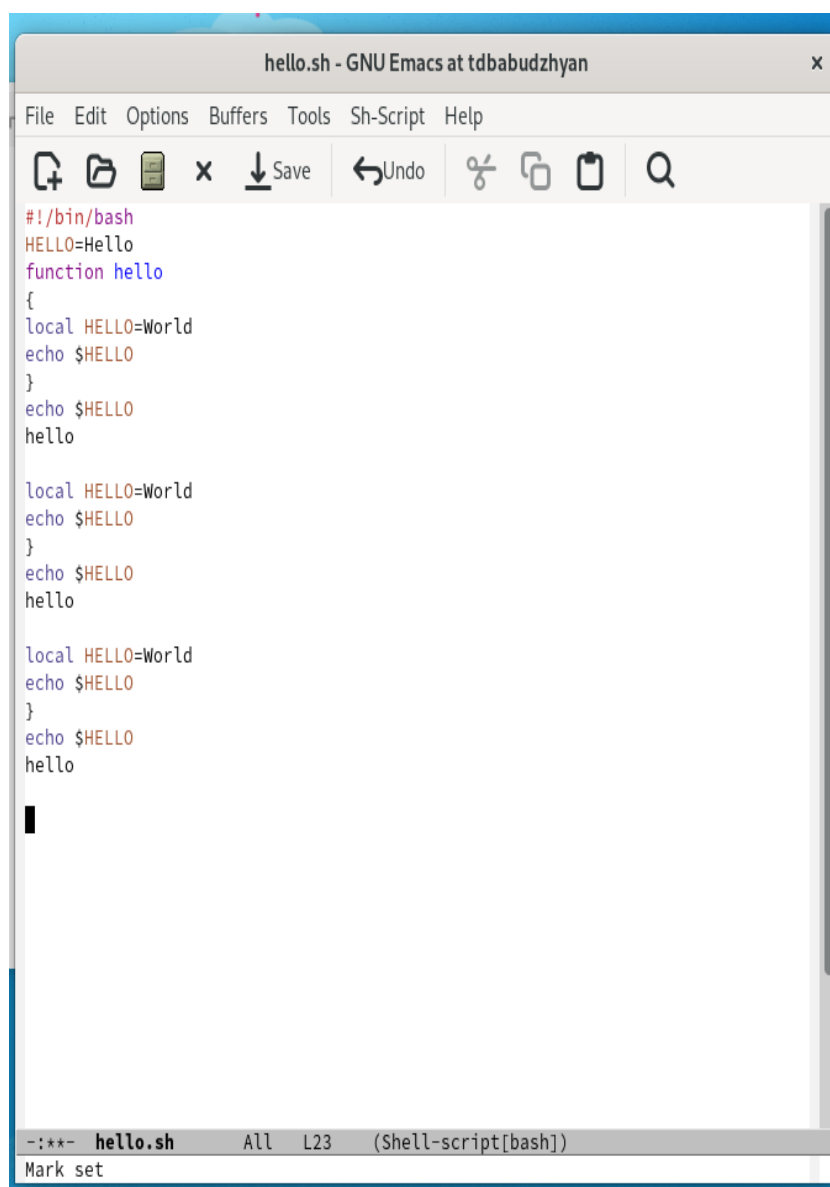 hello.sh - GNU Emacs at tdbabudzhyan
File Edit Options Buffers Tools Sh-Script Help
Save Undo
#!/bin/bash
HELLO=Hello
function hello
{
local HELLO=World
echo $HELLO
}
echo $HELLO
hello
local HELLO=World
echo $HELLO
}
echo $HELLO
hello
local HELLO=World
echo $HELLO
}
echo $HELLO
hello
-:**- hello.sh All L23 (Shell-script[bash])
Mark set